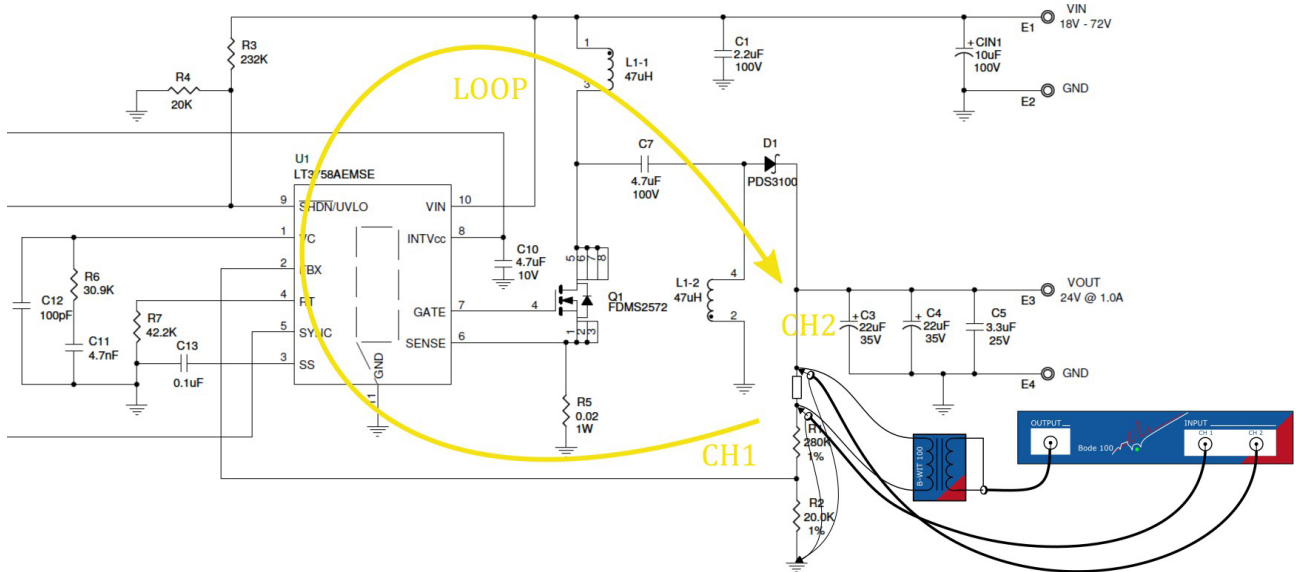 E1
VIN
18V - 72V
R3
232K
1
L1-1
47uH
3
C1
2.2uF
100V
+
CIN1
10uF
100V
R4
20K
LOOP
E2
GND
C7
4.7uF
100V
D1
PDS3100
U1
LT3758AEMSE
9
SHDN/UVLO
VIN
10
1
VC
INTVcc
8
2
FBX
4
RT
GATE
7
5
SYNC
SENSE
6
3
SS
GND
11
C10
4.7uF
10V
5
6
7
8
4
Q1
FDMS2572
1
2
3
L1-2
47uH
4
2
R6
30.9K
C12
100pF
R7
42.2K
C11
4.7nF
C13
0.1uF
CH2
E3
VOUT
24V @ 1.0A
+
C3
22uF
35V
+
C4
22uF
35V
C5
3.3uF
25V
E4
GND
R5
0.02
1W
CH1
R1
280K
1%
R2
20.0K
1%
B-WIT 100
OUTPUT
Bode 100
INPUT
CH 1
CH 2